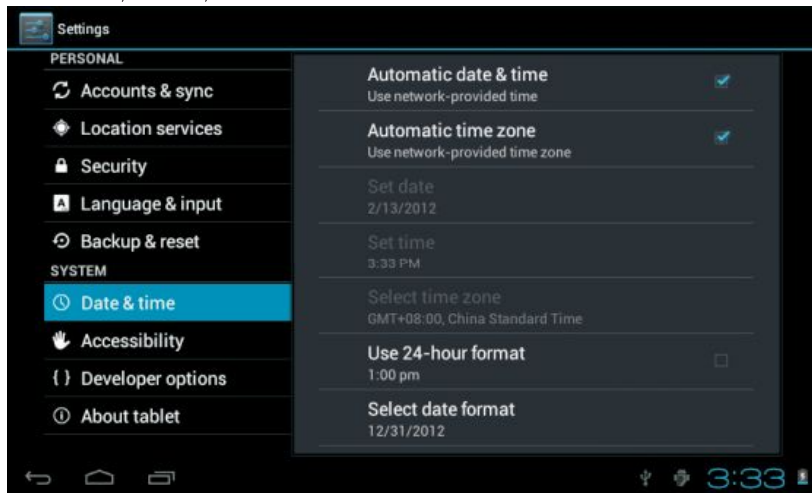 Settings
PERSONAL
Accounts & sync
Location services
Security
Language & input
Backup & reset
SYSTEM
Date & time
Accessibility
Developer options
About tablet
Automatic date & time
Use network-provided time
Automatic time zone
Use network-provided time zone
Set date
2/13/2012
Set time
3:33 PM
Select time zone
GMT+08:00, China Standard Time
Use 24-hour format
1:00 pm
Select date format
12/31/2012
3:33